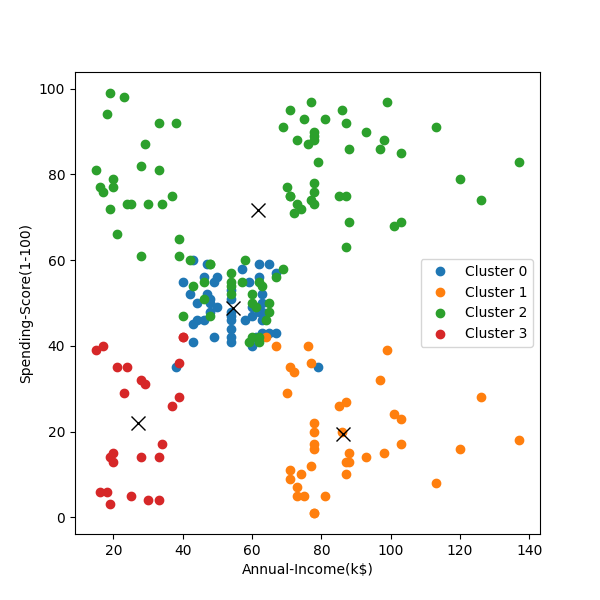 100
80
60
40
20
0
Spending-Score(1-100)
Cluster 0
Cluster 1
Cluster 2
Cluster 3
20 40 60 80 100 120 140
Annual-Income(k$)